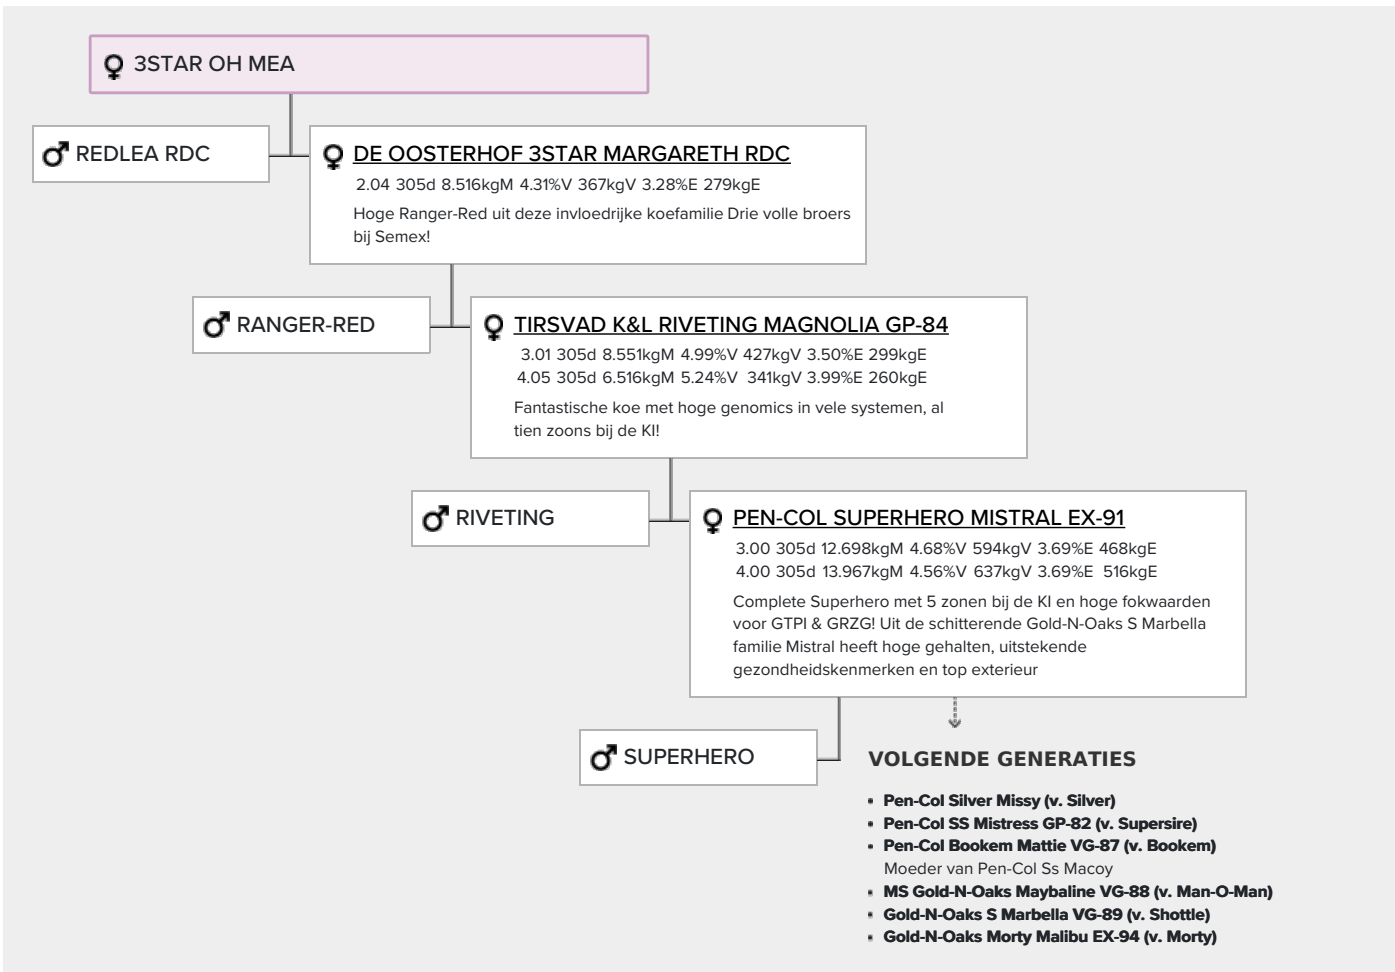 3STAR OH MEA
REDLEA RDC
DE OOSTERHOF 3STAR MARGARETH RDC
2.04 305d 8.516kgM 4.31%V 367kgV 3.28%E 279kgE
Hoge Ranger-Red uit deze invloedrijke koefamilie Drie volle broers
bij Semex!
RANGER-RED
TIRSVAD K&L RIVETING MAGNOLIA GP-84
3.01 305d 8.551kgM 4.99%V 427kgV 3.50%E 299kgE
4.05 305d 6.516kgM 5.24%V 341kgV 3.99%E 260kgE
Fantastische koe met hoge genomics in vele systemen, al
tien zoons bij de KI!
RIVETING
PEN-COL SUPERHERO MISTRAL EX-91
3.00 305d 12.698kgM 4.68%V 594kgV 3.69%E 468kgE
4.00 305d 13.967kgM 4.56%V 637kgV 3.69%E 516kgE
Complete Superhero met 5 zonen bij de KI en hoge fokwaarden
voor GTPI & GRZG! Uit de schitterende Gold-N-Oaks S Marbella
familie Mistral heeft hoge gehalten, uitstekende
gezondheidskenmerken en top exterieur
SUPERHERO
VOLGENDE GENERATIES
• Pen-Col Silver Missy (v. Silver)
• Pen-Col SS Mistress GP-82 (v. Supersire)
• Pen-Col Bookem Mattie VG-87 (v. Bookem)
Moeder van Pen-Col Ss Macoy
• MS Gold-N-Oaks Maybaline VG-88 (v. Man-O-Man)
• Gold-N-Oaks S Marbella VG-89 (v. Shottle)
• Gold-N-Oaks Morty Malibu EX-94 (v. Morty)